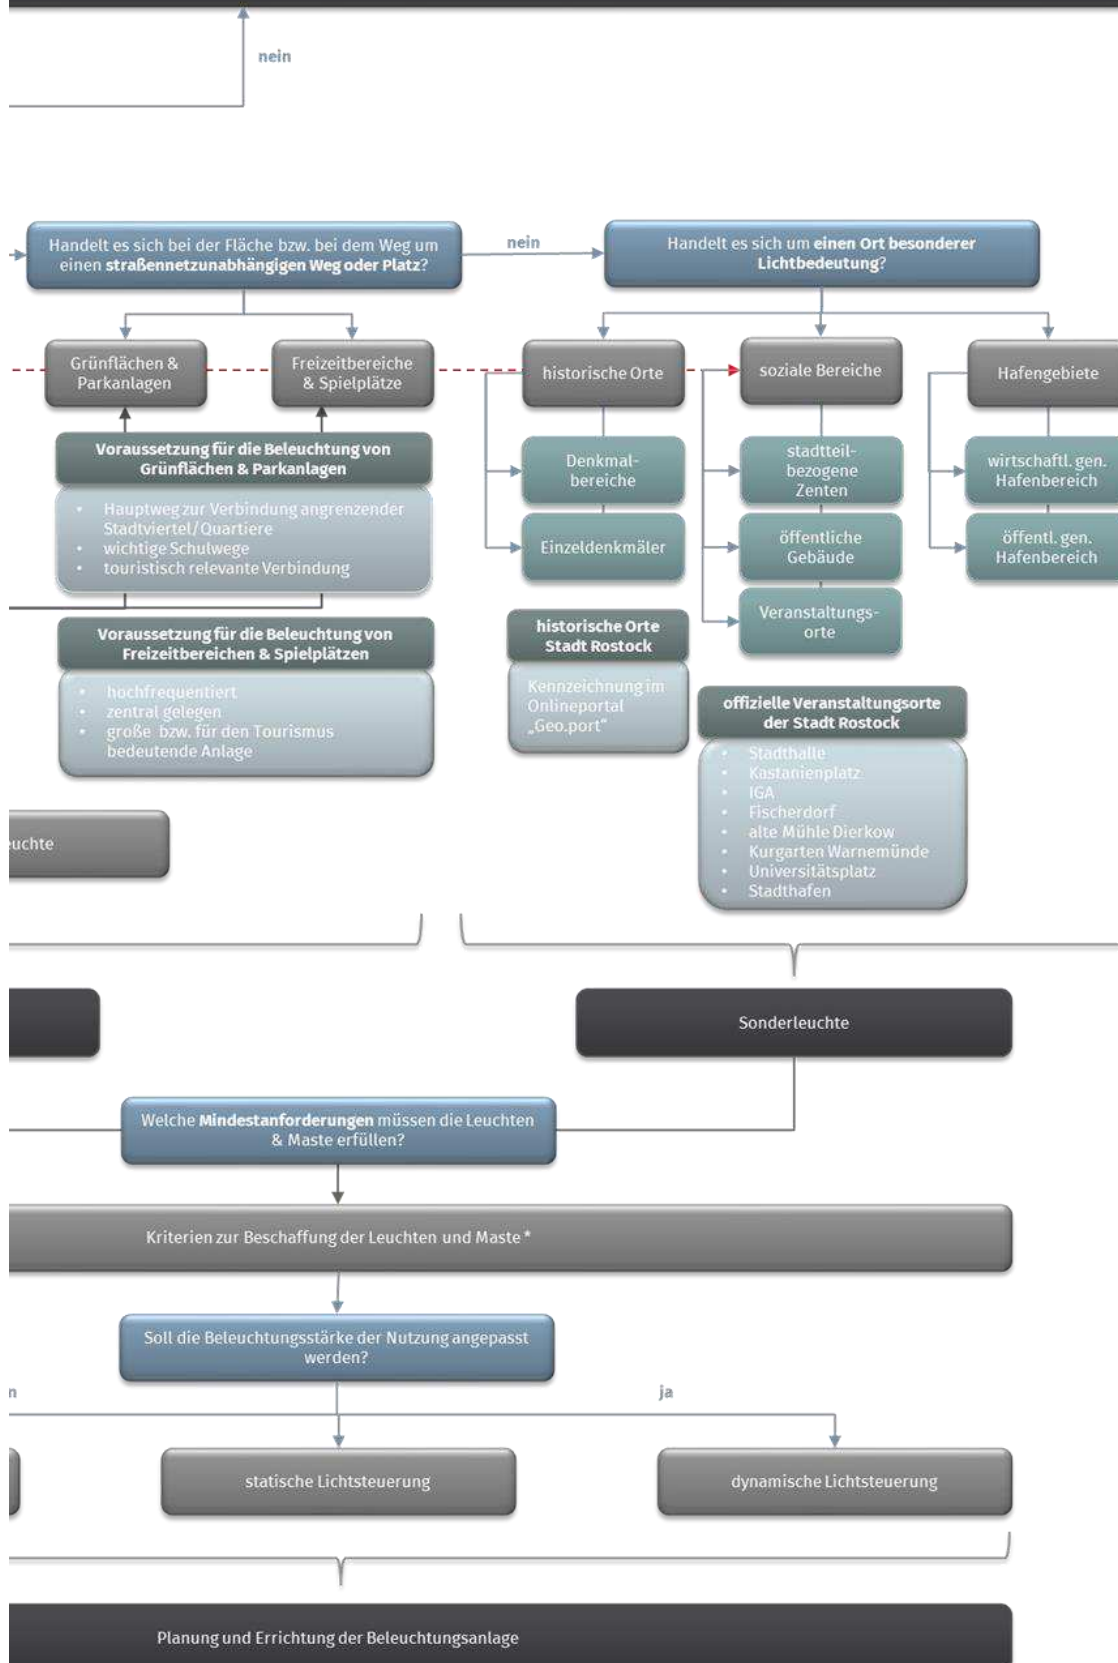 nein
Handelt es sich bei der Fläche bzw. bei dem Weg um
einen straßennetzunabhängigen Weg oder Platz?
nein
Handelt es sich um einen Ort besonderer
Lichtbedeutung?
Grünflächen &
Parkanlagen
Freizeitbereiche
& Spielplätze
historische Orte
soziale Bereiche
Hafengebiete
Voraussetzung für die Beleuchtung von
Grünflächen & Parkanlagen
• Hauptweg zur Verbindung angrenzender
Stadtviertel/Quartiere
• wichtige Schulwege
• touristisch relevante Verbindung
Denkmal-
bereiche
Einzeldenkmäler
stadtteil-
bezogene
Zenten
öffentliche
Gebäude
Veranstaltungs-
orte
wirtschaftl. gen.
Hafenbereich
öffentl. gen.
Hafenbereich
Voraussetzung für die Beleuchtung von
Freizeitbereichen & Spielplätzen
• hochfrequentiert
• zentral gelegen
• große bzw. für den Tourismus
bedeutende Anlage
historische Orte
Stadt Rostock
Kennzeichnung im
Onlineportal
„Geo.port“
offizielle Veranstaltungsorte
der Stadt Rostock
• Stadthalle
• Kastanienplatz
• IGA
• Fischerdorf
• alte Mühle Dierkow
• Kurgarten Warnemünde
• Universitätsplatz
• Stadthafen
euchte
Sonderleuchte
Welche Mindestanforderungen müssen die Leuchten
& Maste erfüllen?
Kriterien zur Beschaffung der Leuchten und Maste *
Soll die Beleuchtungsstärke der Nutzung angepasst
werden?
n
ja
statische Lichtsteuerung
dynamische Lichtsteuerung
Planung und Errichtung der Beleuchtungsanlage